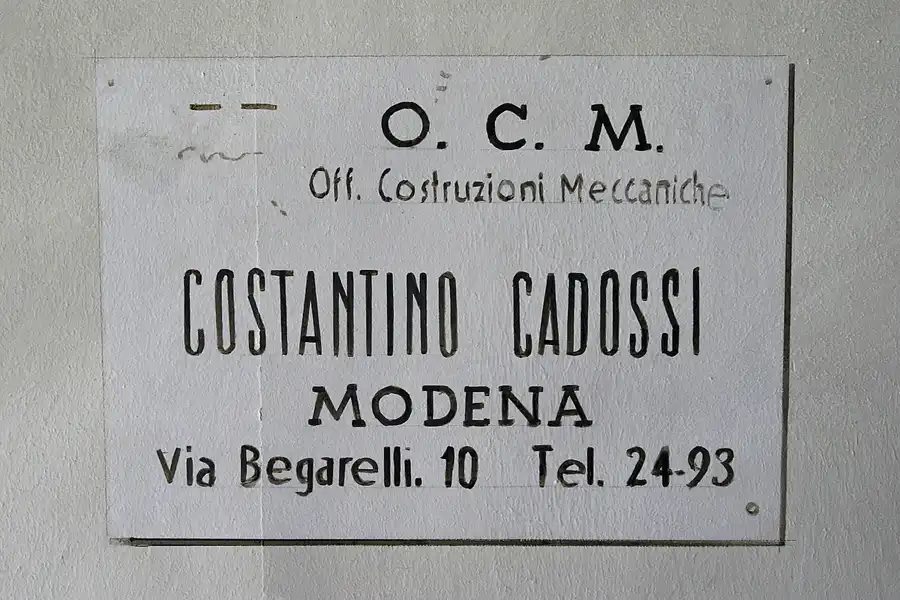 O. C. M.
Off. Costruzioni Meccaniche
COSTANTINO CADOSSI
MODENA
Via Begarelli. 10 Tel. 24-93